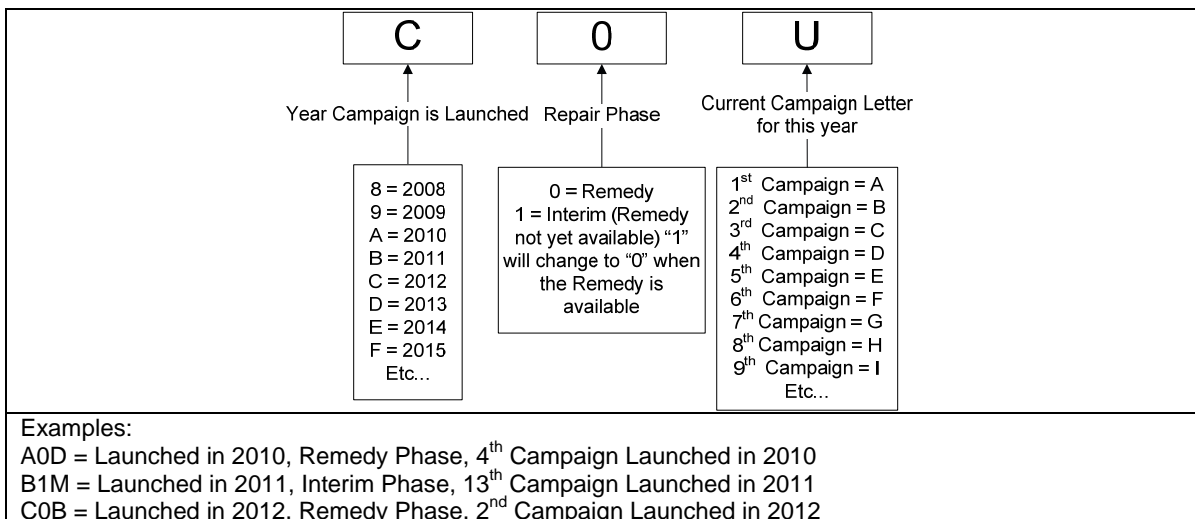 C 0 U
Year Campaign is Launched
Repair Phase
Current Campaign Letter
for this year
8 = 2008
9 = 2009
A = 2010
B = 2011
C = 2012
D = 2013
E = 2014
F = 2015
Etc...
0 = Remedy
1 = Interim (Remedy
not yet available) “1”
will change to “0” when
the Remedy is
available
1st Campaign = A
2nd Campaign = B
3rd Campaign = C
4th Campaign = D
5th Campaign = E
6th Campaign = F
7th Campaign = G
8th Campaign = H
9th Campaign = I
Etc...
Examples:
A0D = Launched in 2010, Remedy Phase, 4th Campaign Launched in 2010
B1M = Launched in 2011, Interim Phase, 13th Campaign Launched in 2011
C0B = Launched in 2012, Remedy Phase, 2nd Campaign Launched in 2012